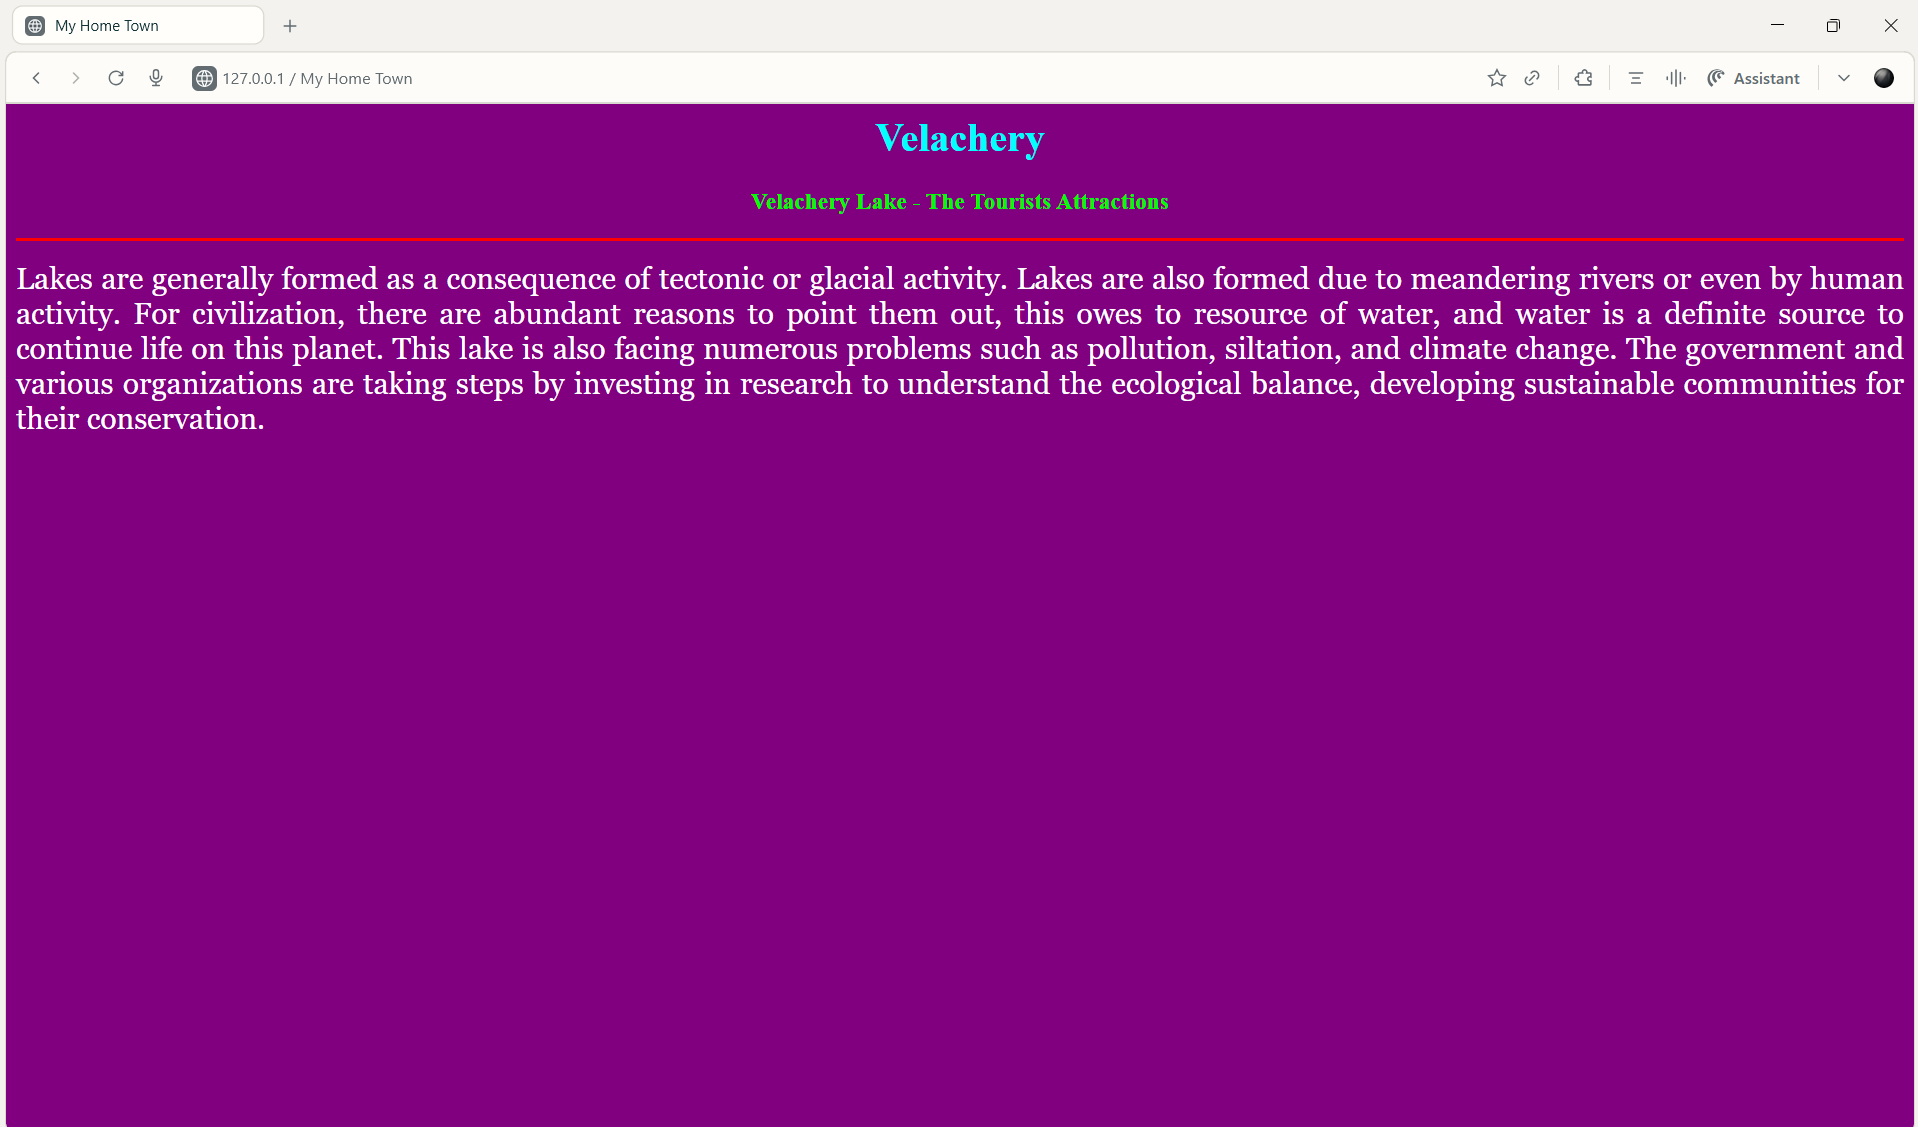 My Home Town
127.0.0.1 / My Home Town
Assistant
Velachery
Velachery Lake - The Tourists Attractions
Lakes are generally formed as a consequence of tectonic or glacial activity. Lakes are also formed due to meandering rivers or even by human
activity. For civilization, there are abundant reasons to point them out, this owes to resource of water, and water is a definite source to
continue life on this planet. This lake is also facing numerous problems such as pollution, siltation, and climate change. The government and
various organizations are taking steps by investing in research to understand the ecological balance, developing sustainable communities for
their conservation.